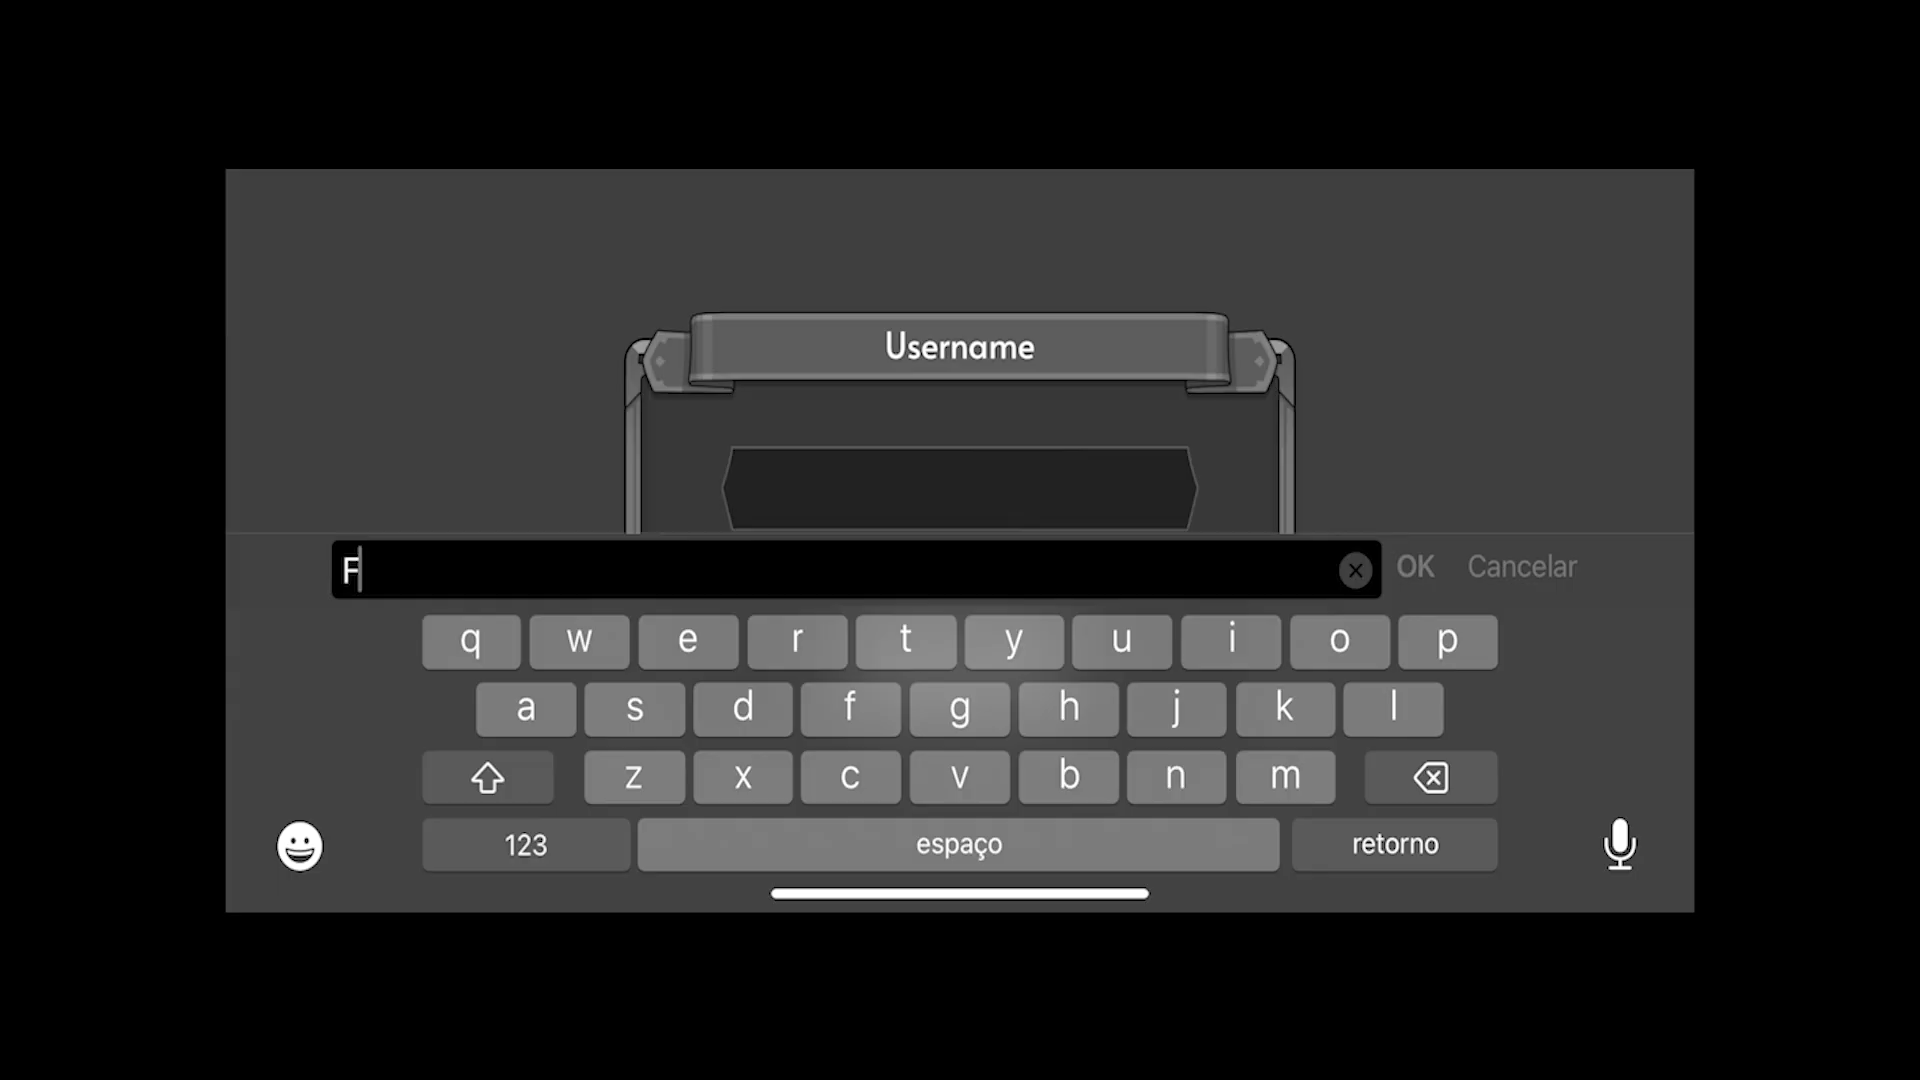 Username
F
OK Cancelar
q w e r t y u i o p
a s d f g h j k l
z x c v b n m
123 espaço retorno